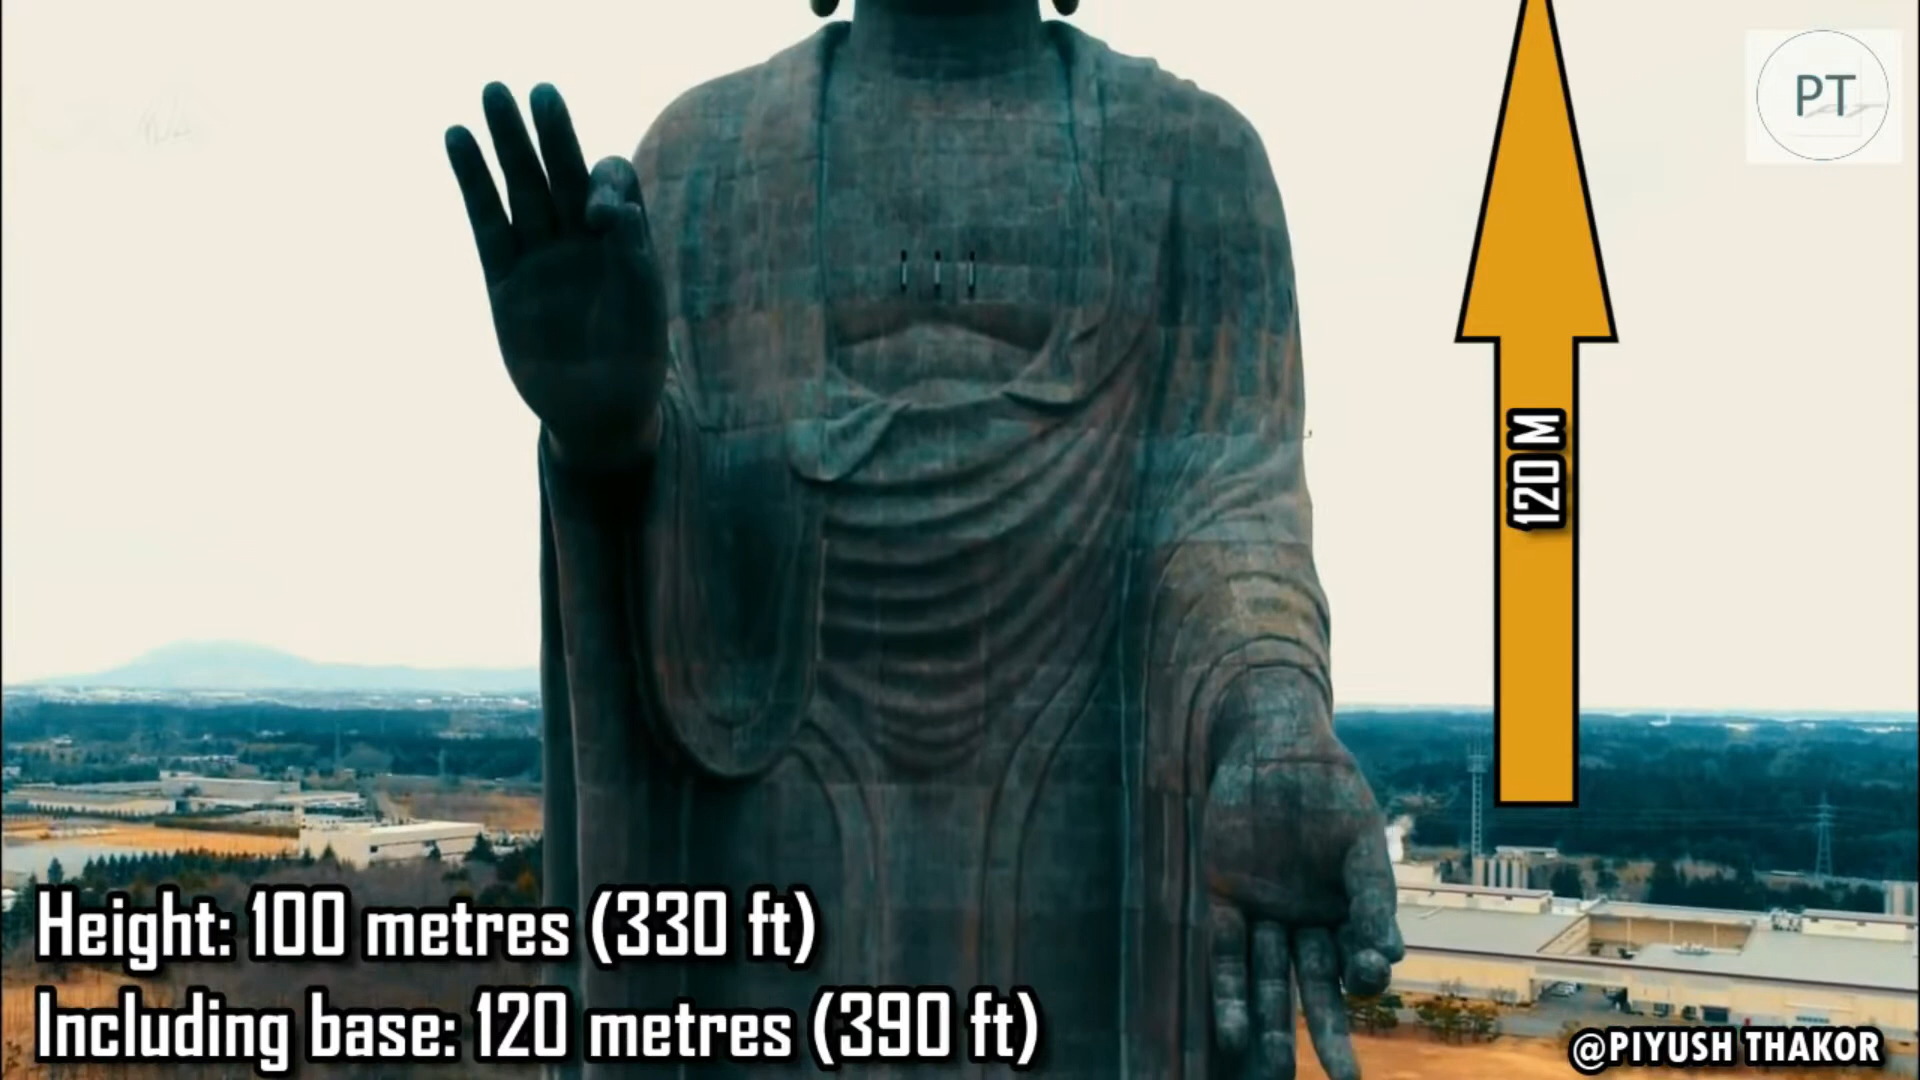 PT
120 M
Height: 100 metres (330 ft)
Including base: 120 metres (390 ft)
@PIYUSH THAKOR